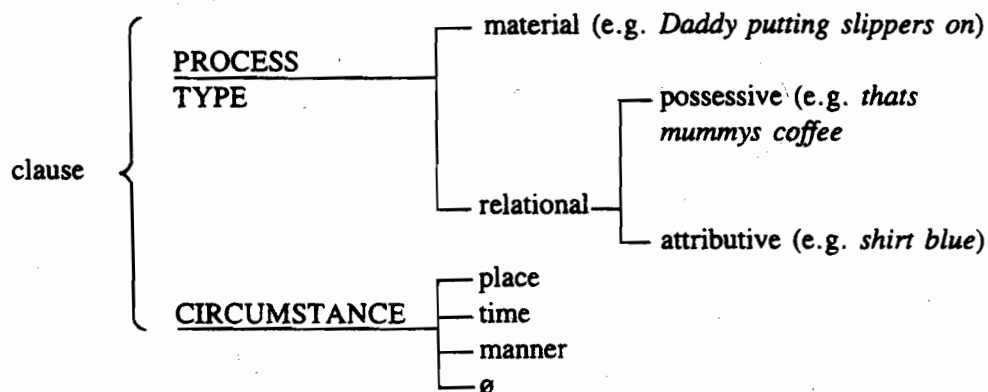 material (e.g. Daddy putting slippers on)
PROCESS
TYPE
possessive (e.g. thats
mummys coffee
clause
relational
attributive (e.g. shirt blue)
place
CIRCUMSTANCE
time
manner
ø